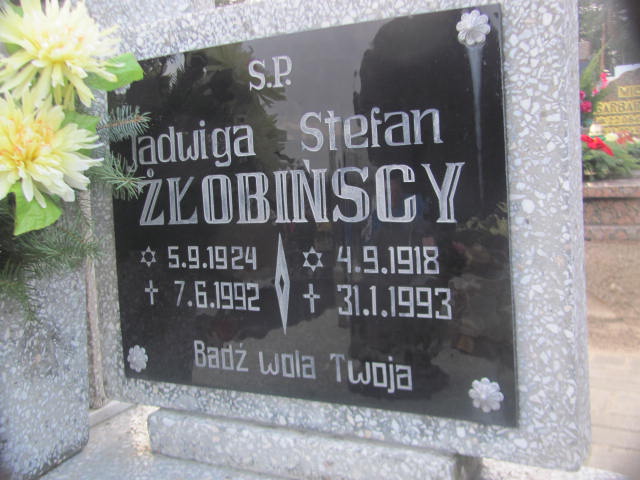 S.P.
Jadwiga Stefan
ŻŁOBIŃSCY
5.9.1924 4.9.1918
7.6.1992 31.1.1993
Bądź wola Twoja